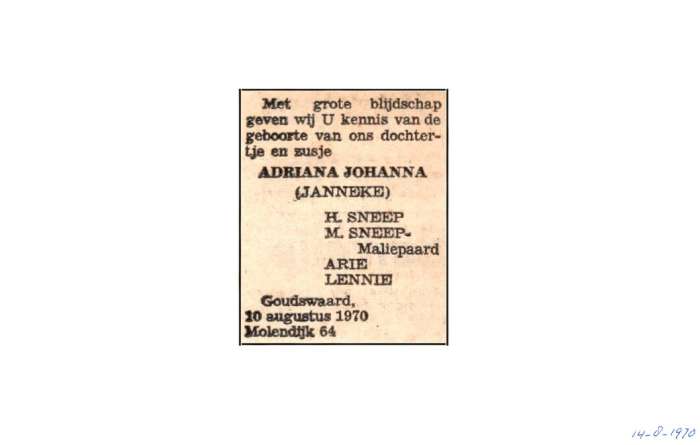 Met grote blijdschap
geven wij U kennis van de
geboorte van ons dochter-
tje en zusje
ADRIANA JOHANNA
(JANNEKE)
H. SNEEP
M. SNEEP-
Maliepaard
ARIE
LENNIE
Goudswaard,
10 augustus 1970
Molendijk 64
14-8-1970